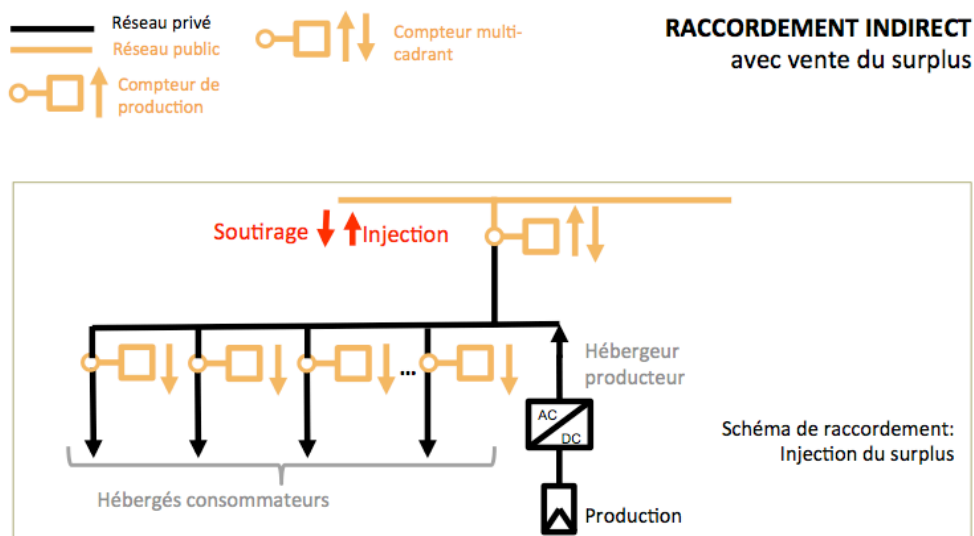 Réseau privé
Réseau public
Compteur de
production
Compteur multi-
cadrant
RACCORDEMENT INDIRECT
avec vente du surplus
Soutirage
Injection
...
Hébergeur
producteur
AC
DC
Schéma de raccordement:
Injection du surplus
Hébergés consommateurs
Production